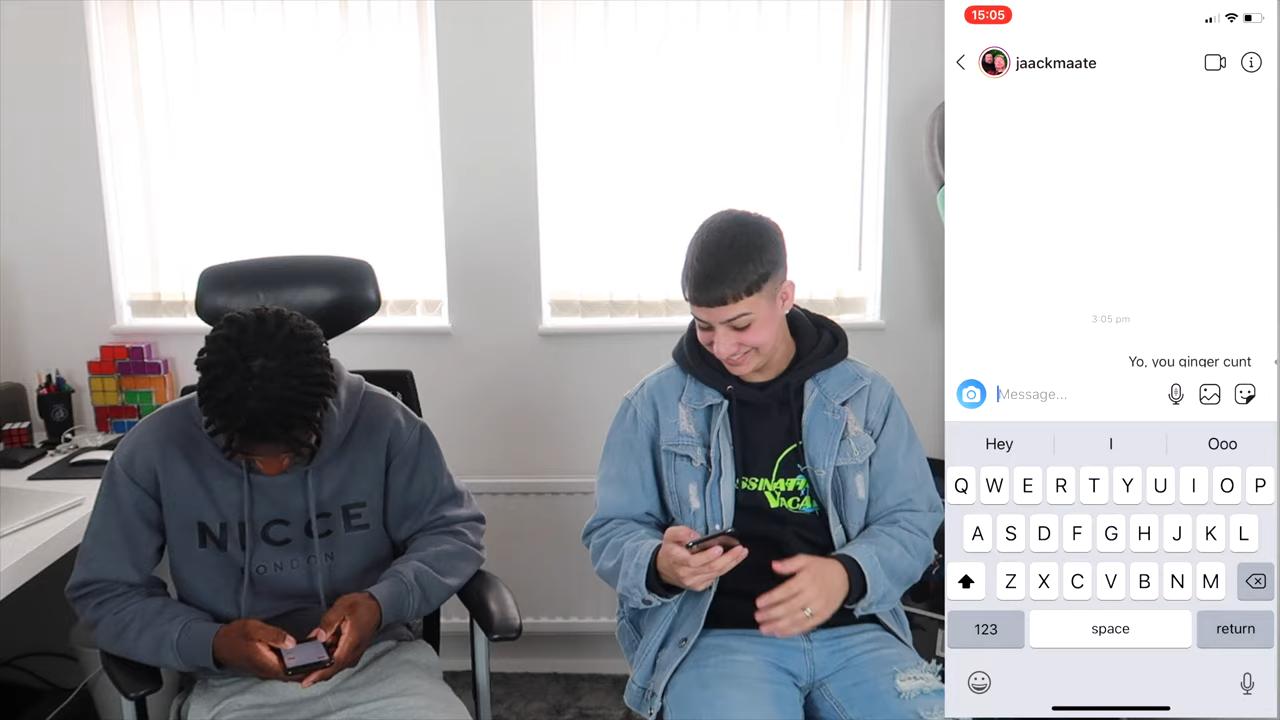 15:05
jaackmaate
3:05 pm
Yo, you ginger cunt
Message...
Hey
I
Ooo
Q W E R T Y U I O P
A S D F G H J K L
Z X C V B N M
123
space
return
NICCE
LONDON